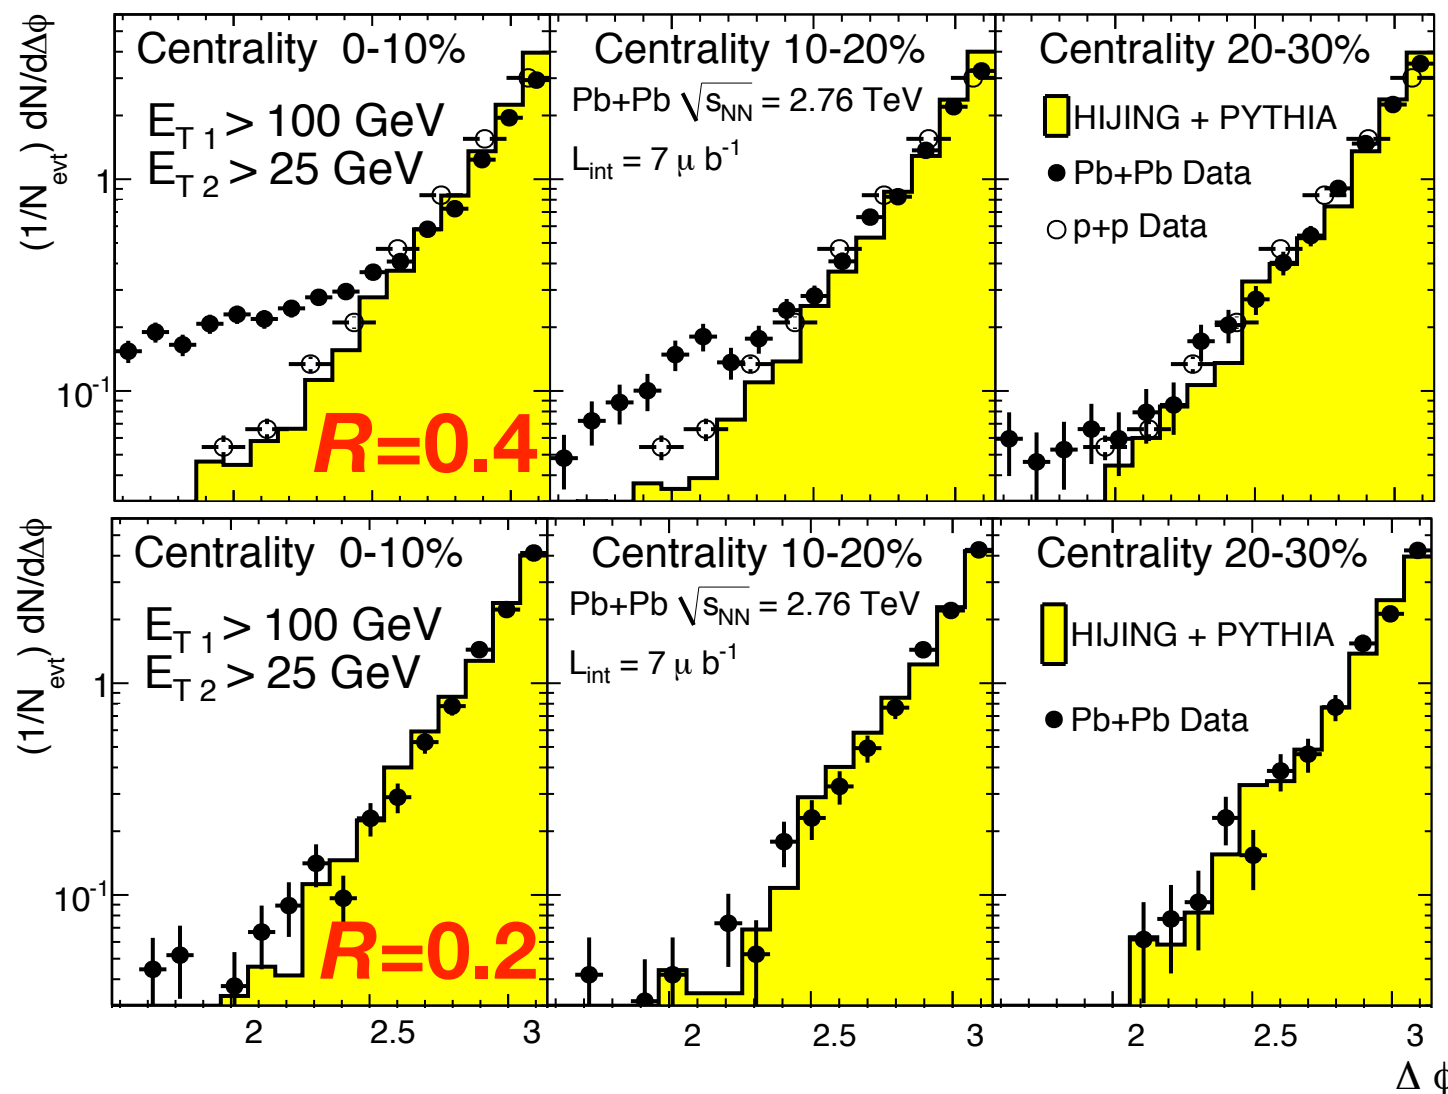 (1/N_evt) dN/dΔϕ
Centrality 0-10%
E_T 1 > 100 GeV
E_T 2 > 25 GeV
1
10^-1
R=0.4
Centrality 10-20%
Pb+Pb √s_NN = 2.76 TeV
L_int = 7 μ b^-1
Centrality 20-30%
HIJING + PYTHIA
Pb+Pb Data
p+p Data
(1/N_evt) dN/dΔϕ
Centrality 0-10%
E_T 1 > 100 GeV
E_T 2 > 25 GeV
1
10^-1
R=0.2
Centrality 10-20%
Pb+Pb √s_NN = 2.76 TeV
L_int = 7 μ b^-1
Centrality 20-30%
HIJING + PYTHIA
Pb+Pb Data
2 2.5 3 2 2.5 3 2 2.5 3
Δ ϕ